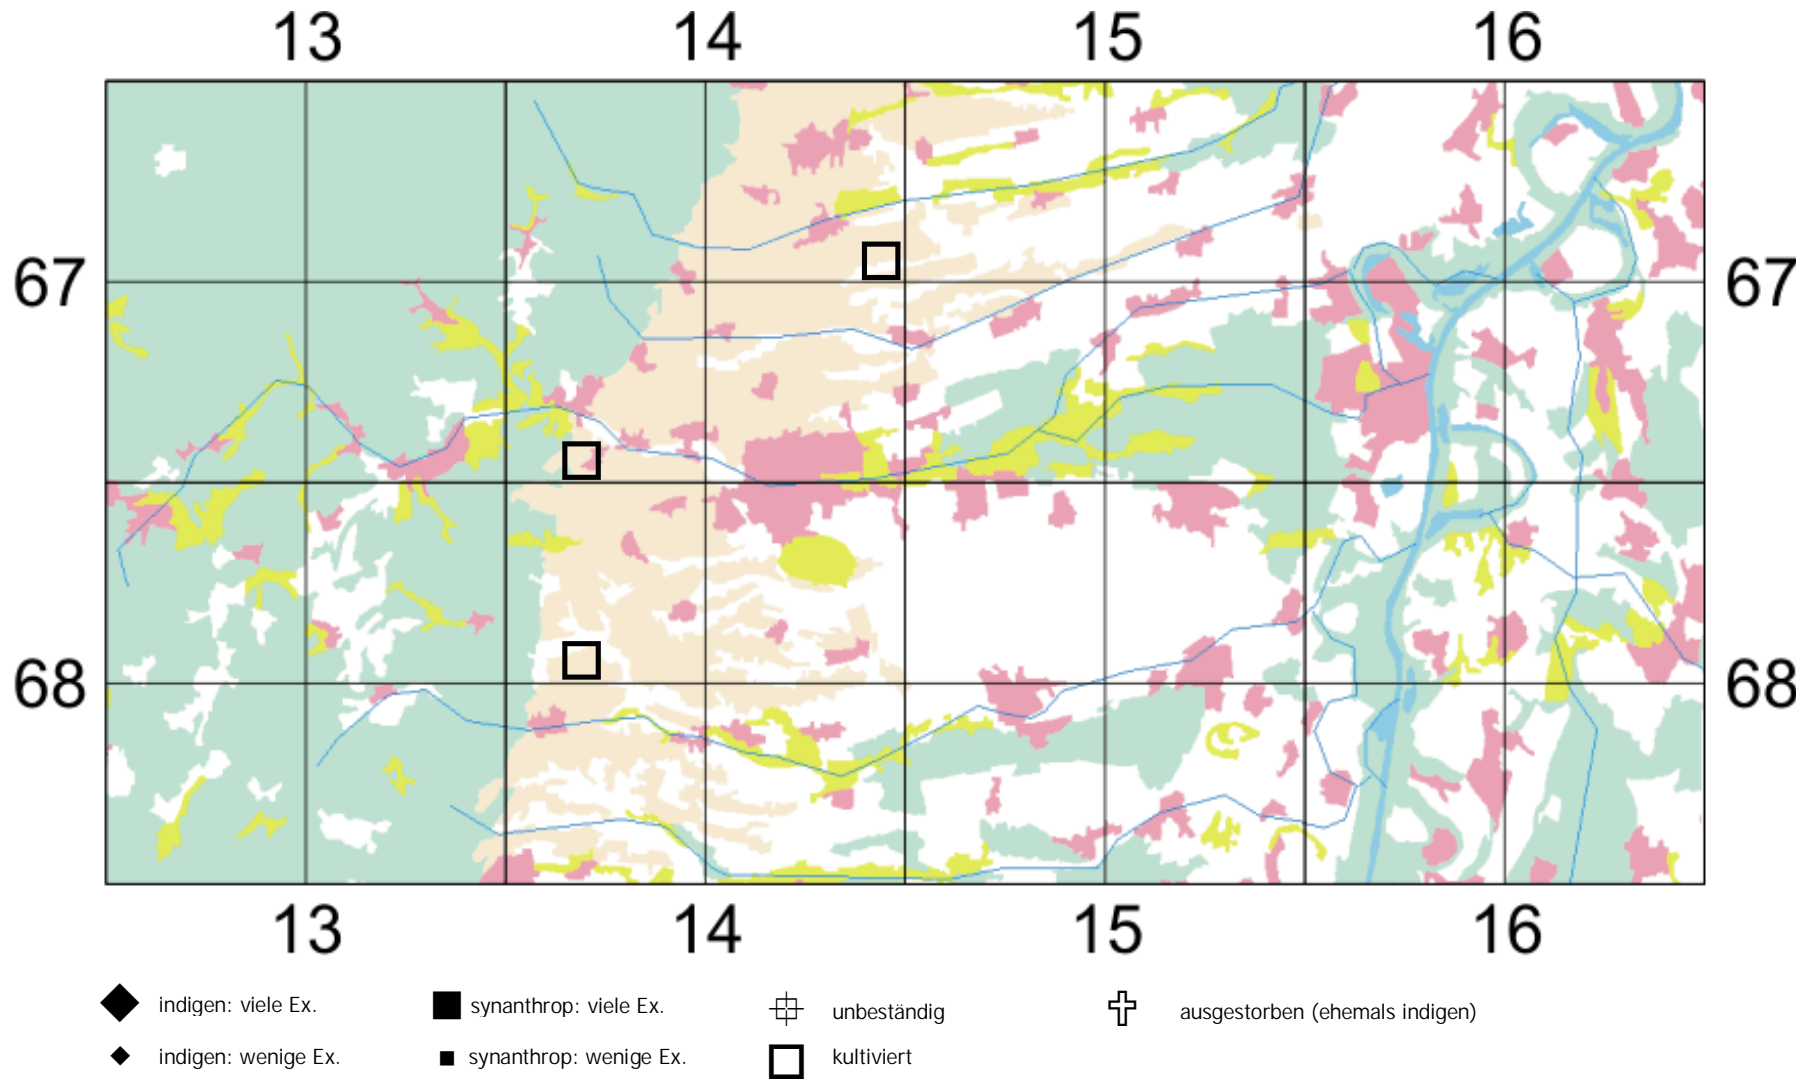 13 14 15 16
67 67
68 68
13 14 15 16
indigen: viele Ex. synanthrop: viele Ex. unbeständig ausgestorben (ehemals indigen)
indigen: wenige Ex. synanthrop: wenige Ex. kultiviert